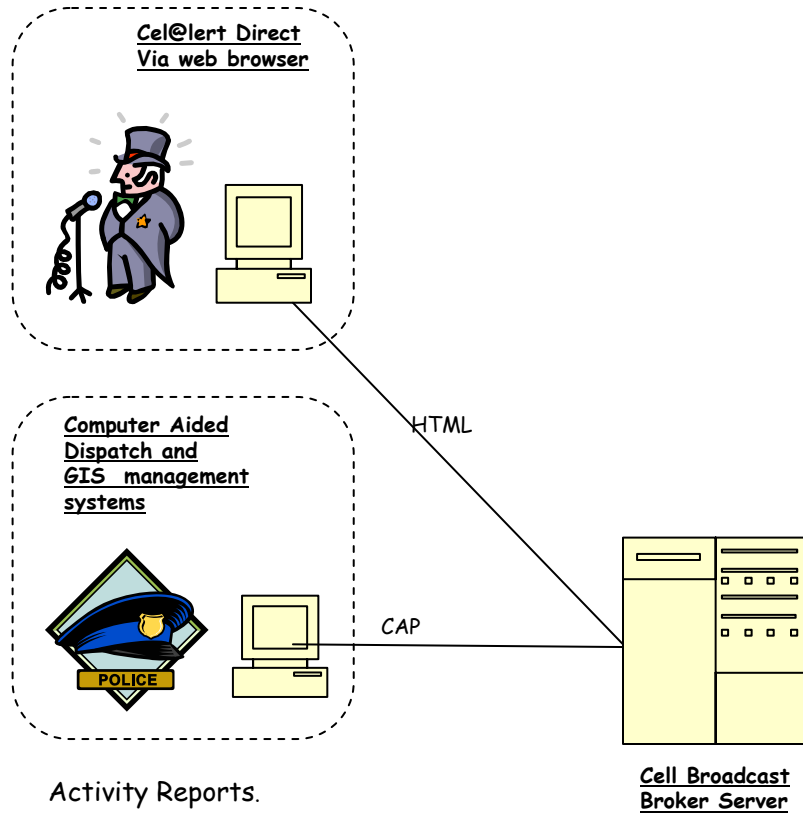 Cel@lert Direct
Via web browser
HTML
Computer Aided
Dispatch and
GIS management
systems
CAP
POLICE
Cell Broadcast
Broker Server
Activity Reports.